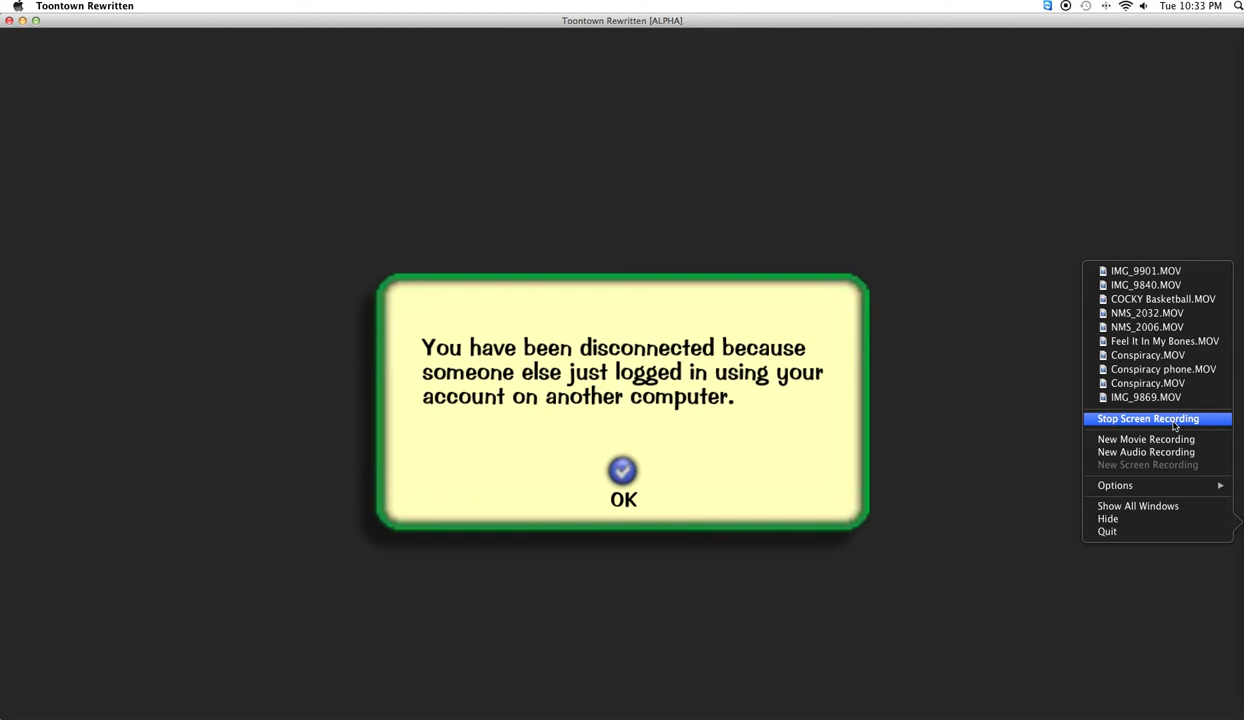 Toontown Rewritten
Tue 10:33 PM
Toontown Rewritten [ALPHA]
You have been disconnected because
someone else just logged in using your
account on another computer.
OK
IMG_9901.MOV
IMG_9840.MOV
COCKY Basketball.MOV
NMS_2032.MOV
NMS_2006.MOV
Feel It In My Bones.MOV
Conspiracy.MOV
Conspiracy phone.MOV
Conspiracy.MOV
IMG_9869.MOV
Stop Screen Recording
New Movie Recording
New Audio Recording
New Screen Recording
Options
Show All Windows
Hide
Quit